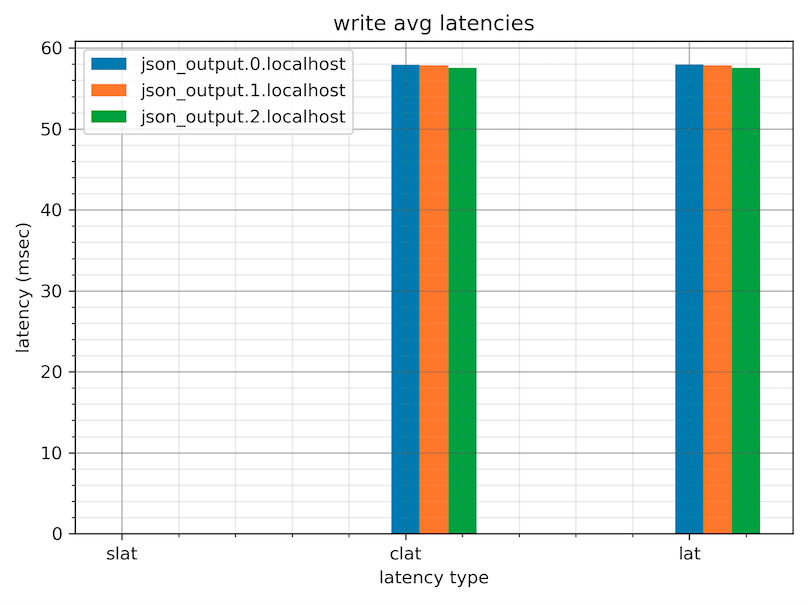 write avg latencies
json_output.0.localhost
json_output.1.localhost
json_output.2.localhost
60
50
40
30
20
10
0
latency (msec)
slat clat lat
latency type